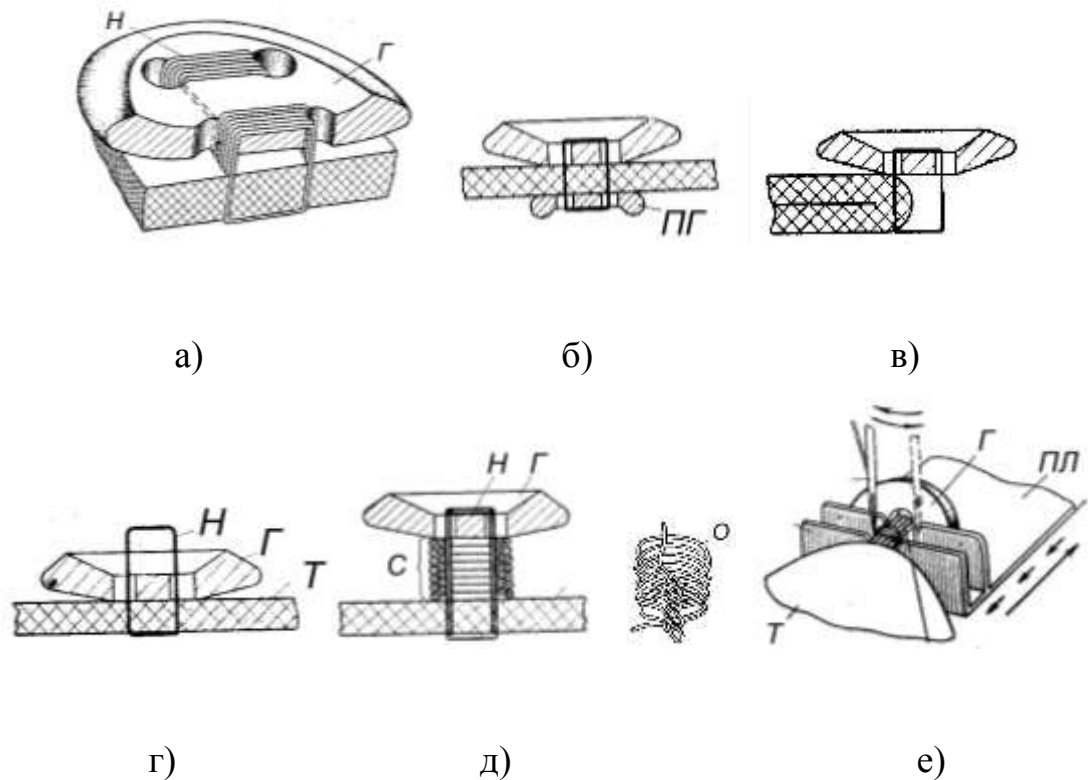 Н
Г
ПГ
а)
б)
в)
Н
Г
Т
Н
Г
С
О
Г
ПЛ
Т
г)
д)
е)